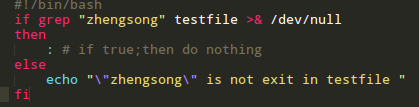 #!/bin/bash
if grep "zhengsong" testfile >& /dev/null
then
    : # if true;then do nothing
else
    echo "\"zhengsong\" is not exit in testfile "
fi